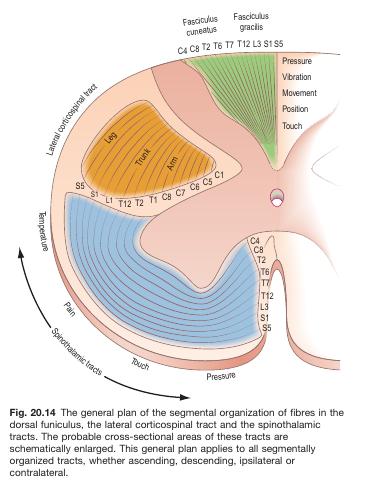 Fasciculus
cuneatus
Fasciculus
gracilis
C4 C8 T2 T6 T7 T12 L3 S1 S5
Pressure
Vibration
Movement
Position
Touch
Lateral corticospinal tract
Leg
Trunk
Arm
S5
S1
L1
T12
T2
T1
C8
C7
C6
C5
C1
C4
C8
T2
T6
T7
T12
L3
S1
S5
Temperature
Pain
Spinothalamic tracts
Touch
Pressure
Fig. 20.14 The general plan of the segmental organization of fibres in the
dorsal funiculus, the lateral corticospinal tract and the spinothalamic
tracts. The probable cross-sectional areas of these tracts are
schematically enlarged. This general plan applies to all segmentally
organized tracts, whether ascending, descending, ipsilateral or
contralateral.